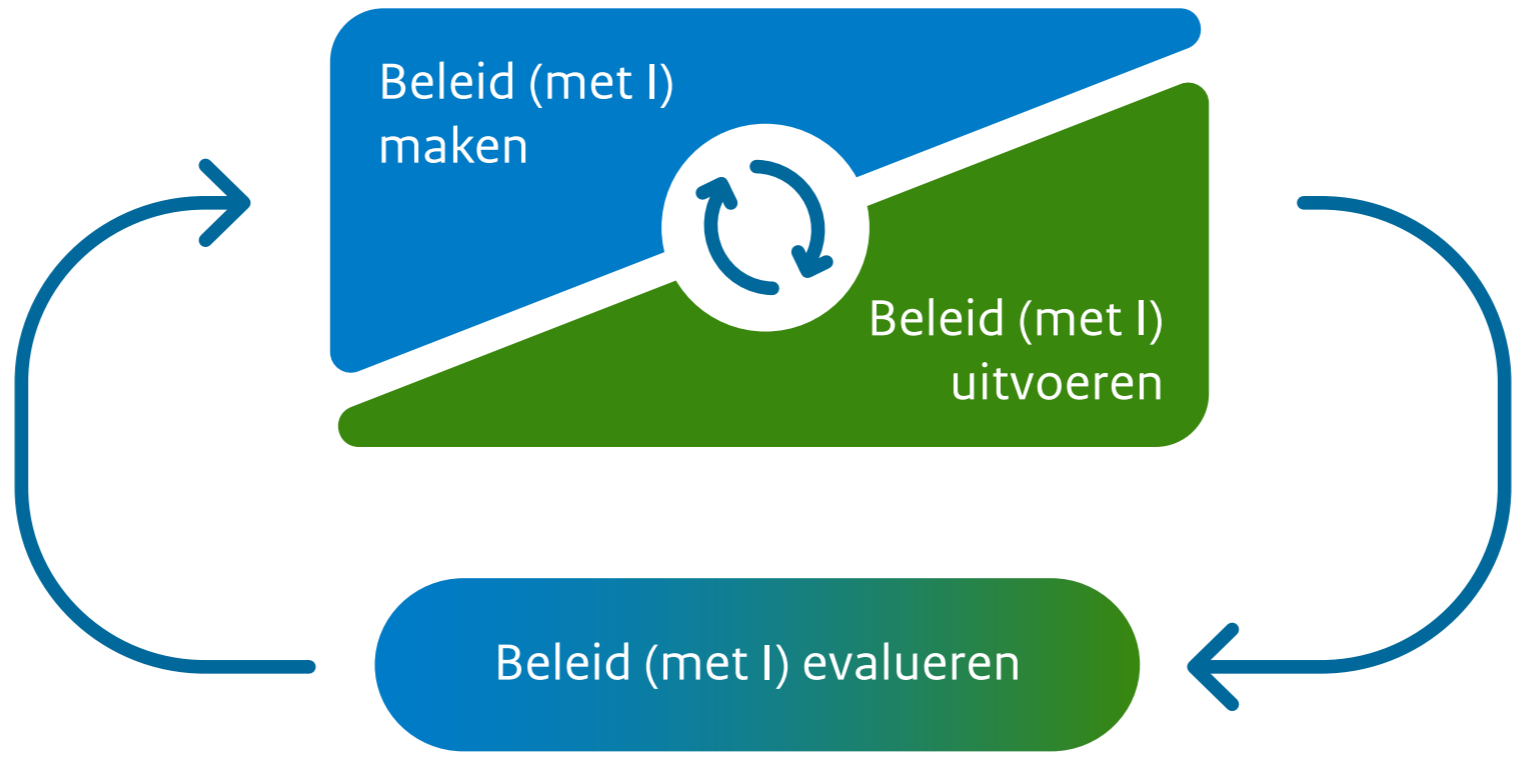 Beleid (met I)
maken
Beleid (met I)
uitvoeren
Beleid (met I) evalueren